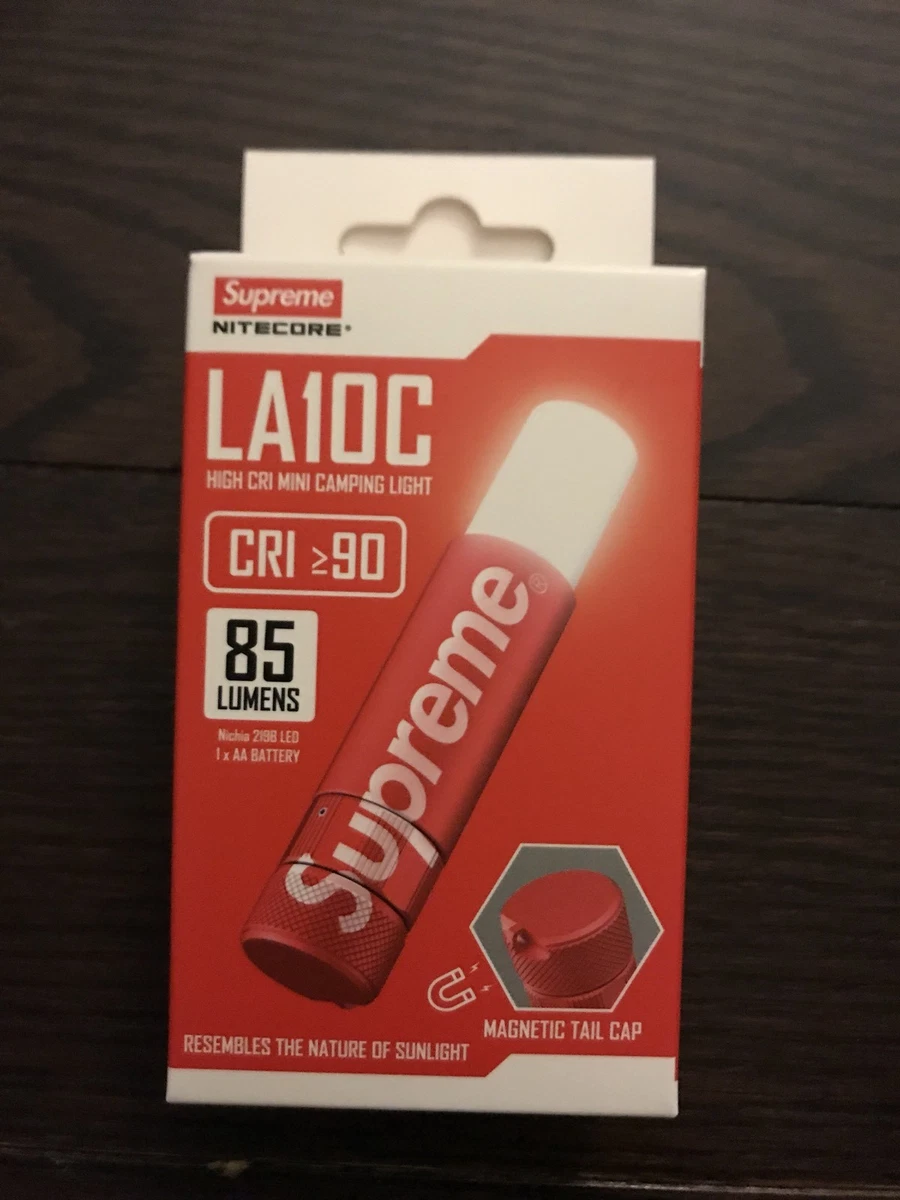 Supreme
NITECORE®
LA10C
HIGH CRI MINI CAMPING LIGHT
CRI ≥90
85
LUMENS
Nichia 219B LED
1 x AA BATTERY
Supreme®
MAGNETIC TAIL CAP
RESEMBLES THE NATURE OF SUNLIGHT